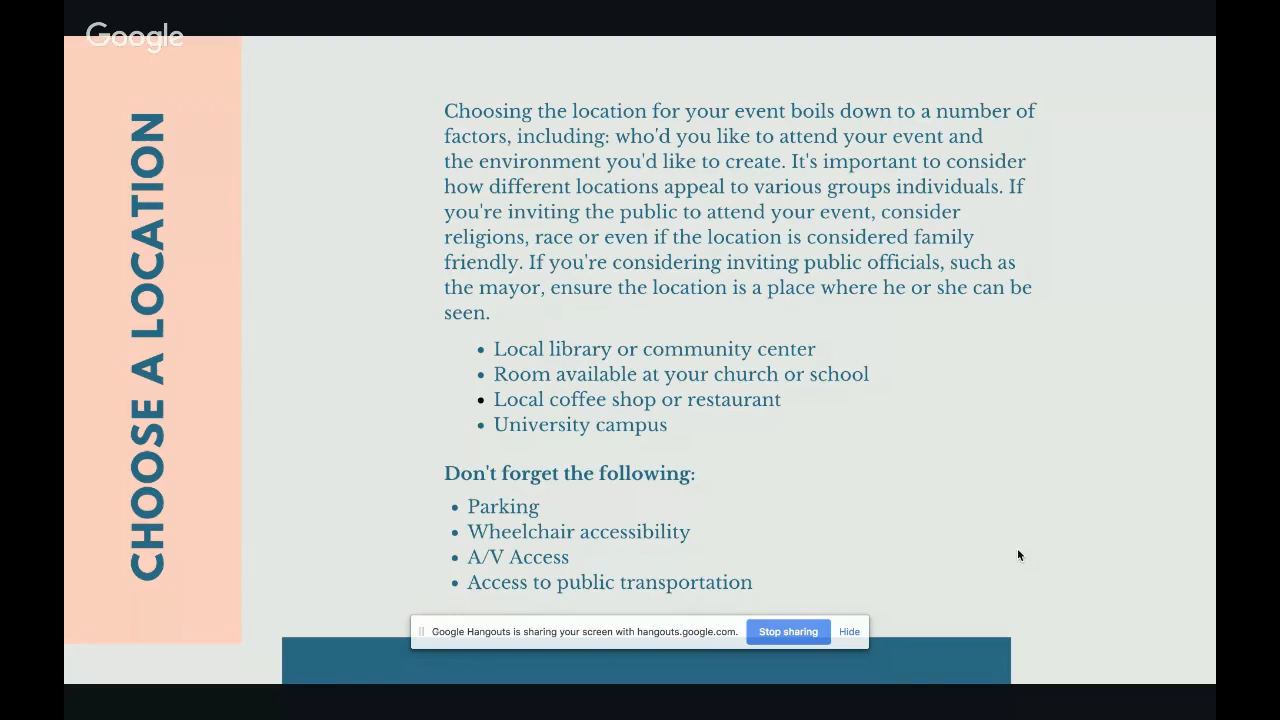 Google
CHOOSE A LOCATION
Choosing the location for your event boils down to a number of
factors, including: who'd you like to attend your event and
the environment you'd like to create. It's important to consider
how different locations appeal to various groups individuals. If
you're inviting the public to attend your event, consider
religions, race or even if the location is considered family
friendly. If you're considering inviting public officials, such as
the mayor, ensure the location is a place where he or she can be
seen.
• Local library or community center
• Room available at your church or school
• Local coffee shop or restaurant
• University campus
Don't forget the following:
• Parking
• Wheelchair accessibility
• A/V Access
• Access to public transportation
Google Hangouts is sharing your screen with hangouts.google.com. Stop sharing Hide